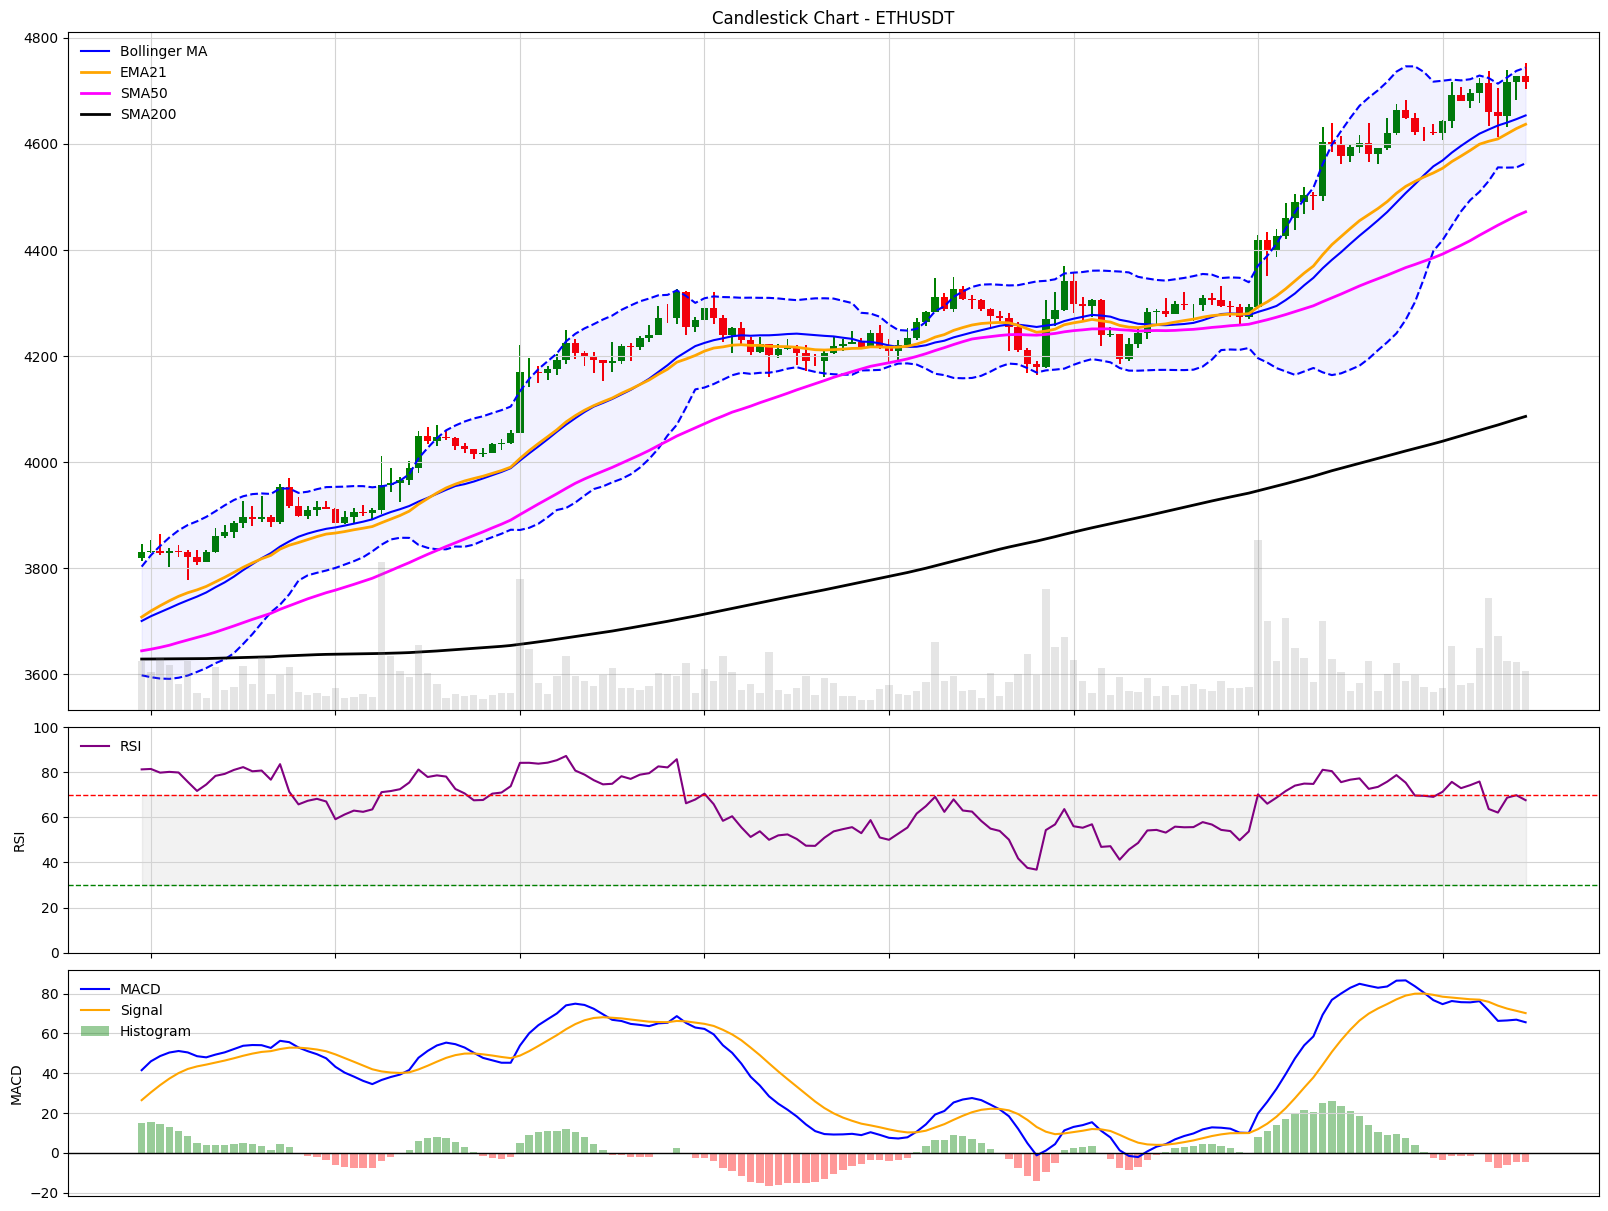 Candlestick Chart - ETHUSDT
Bollinger MA
EMA21
SMA50
SMA200
4800
4600
4400
4200
4000
3800
3600
RSI
100
80
60
40
20
0
RSI
MACD
Signal
Histogram
80
60
40
20
0
−20
MACD